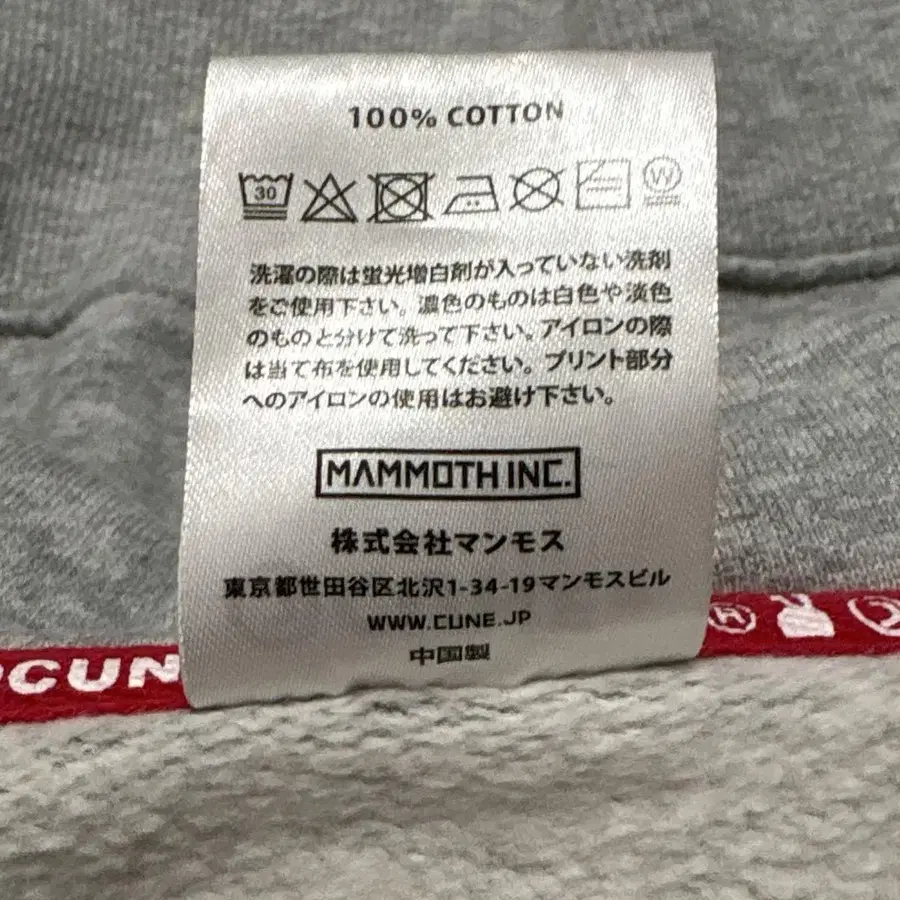 100% COTTON
30
W
洗濯の際は蛍光増白剤が入っていない洗剤
をご使用下さい。濃色のものは白色や淡色
のものと分けて洗って下さい。アイロンの際
は当て布を使用してください。プリント部分
へのアイロンの使用はお避け下さい。
MAMMOTH INC.
株式会社マンモス
東京都世田谷区北沢1-34-19マンモスビル
WWW.CUNE.JP
中国製
CUN